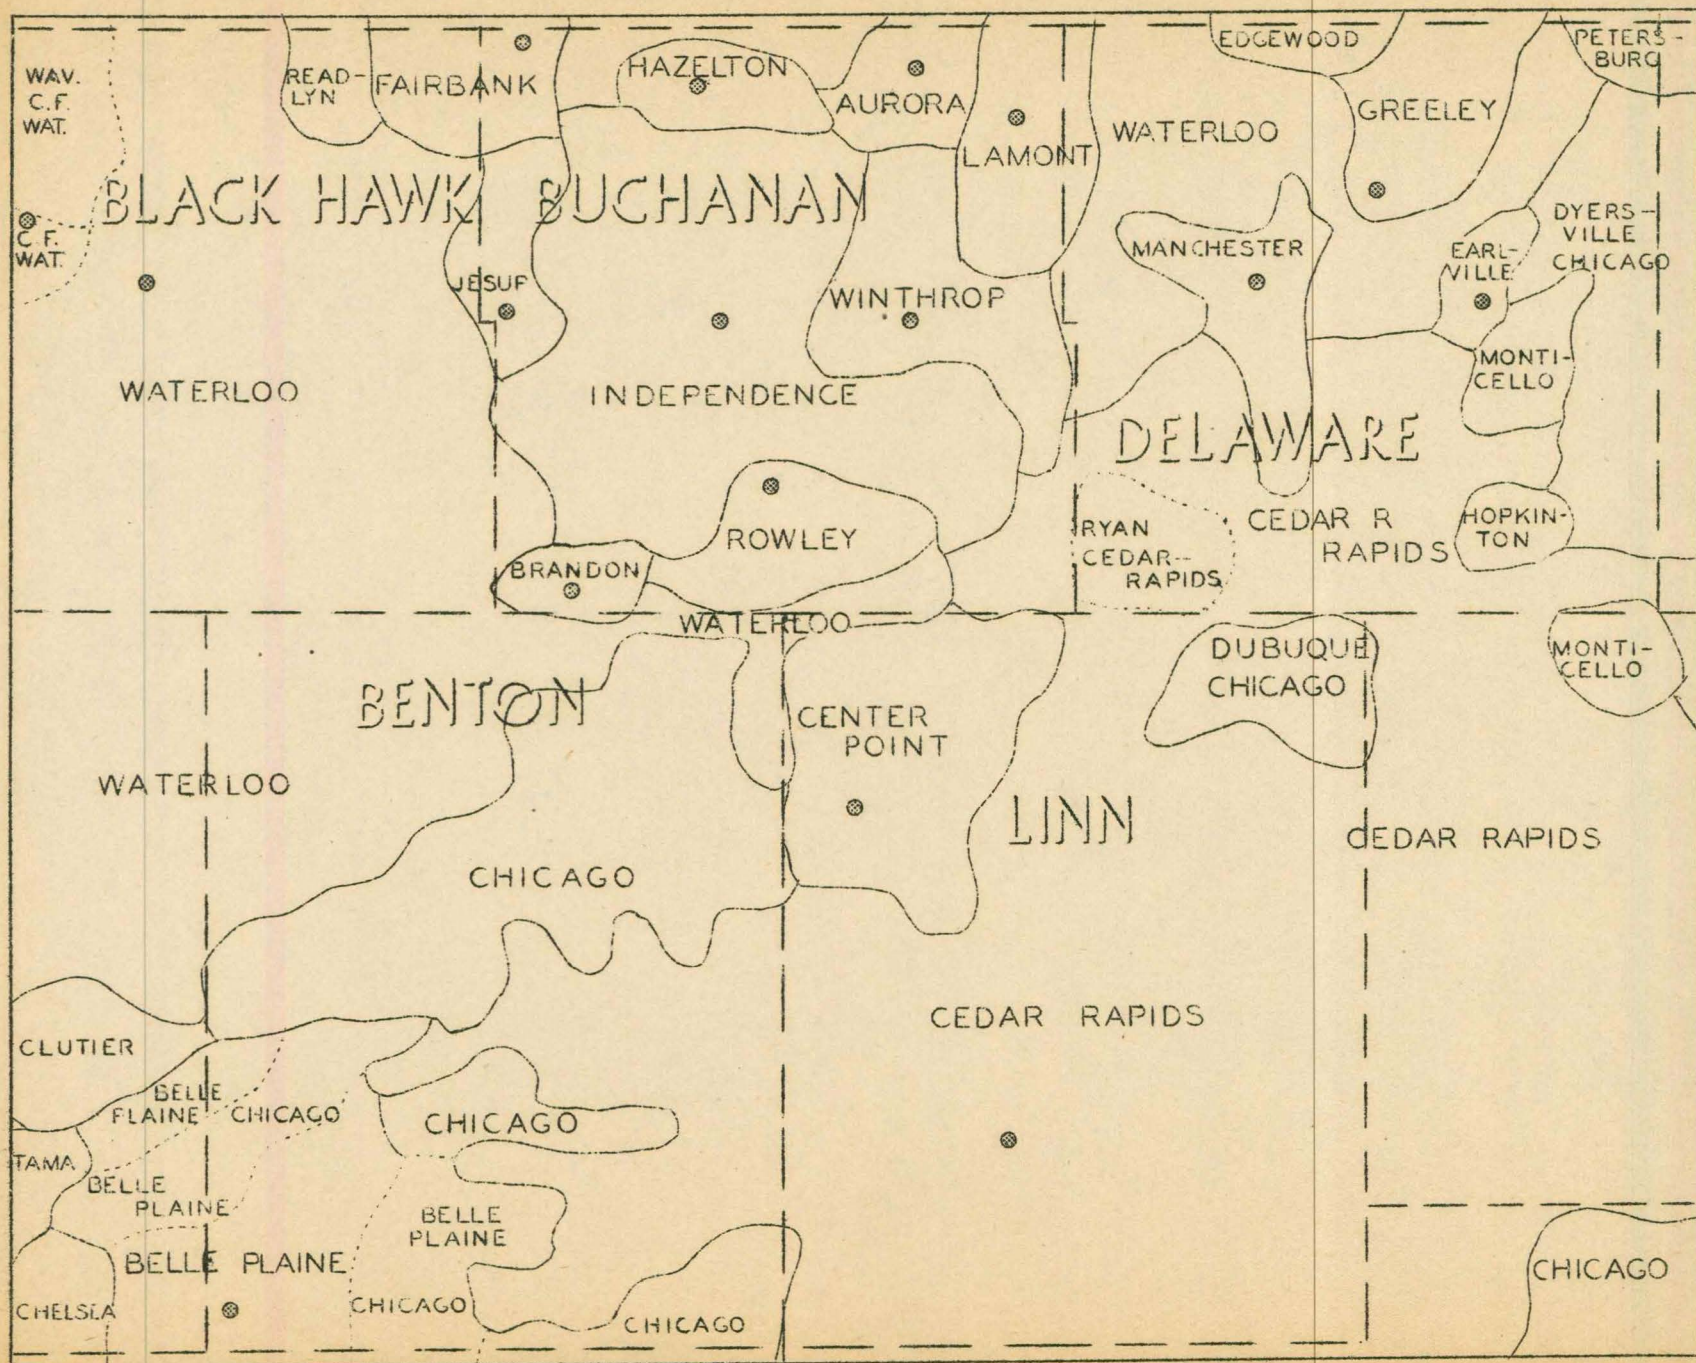 EDGEWOOD
PETERS-
BURG
WAV.
C.F.
WAT.
READ-
LYN
FAIRBANK
HAZELTON
AURORA
LAMONT
WATERLOO
GREELEY
BLACK HAWK
BUCHANAN
C F.
WAT.
JESUP
WINTHROP
MANCHESTER
EARL-
VILLE
DYERS-
VILLE
CHICAGO
WATERLOO
INDEPENDENCE
MONTI-
CELLO
DELAWARE
ROWLEY
RYAN
CEDAR--
RAPIDS
CEDAR R
RAPIDS
HOPKIN-
TON
BRANDON
WATERLOO
BENTON
CENTER
POINT
DUBUQUE
CHICAGO
MONTI-
CELLO
WATERLOO
LINN
CEDAR RAPIDS
CHICAGO
CEDAR RAPIDS
CLUTIER
BELLE
PLAINE
CHICAGO
CHICAGO
TAMA
BELLE
PLAINE
BELLE
PLAINE
BELLE PLAINE
CHICAGO
CHELSEA
CHICAGO
CHICAGO